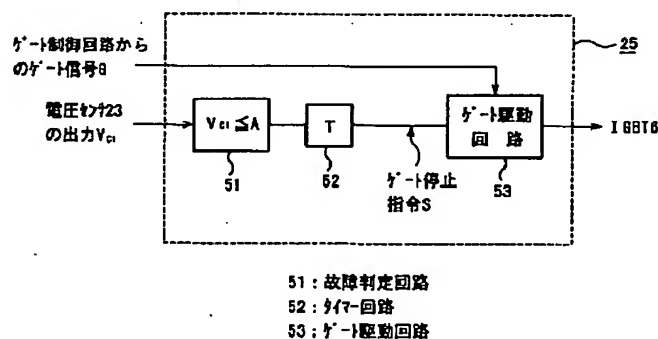 ゲート制御回路から
のゲート信号G
25
電圧センサ23
の出力VC1
VC1≦A
T
ゲート駆動
回路
IGBT6
51
52
ゲート停止
指令S
53
51:故障判定回路
52:タイマー回路
53:ゲート駆動回路